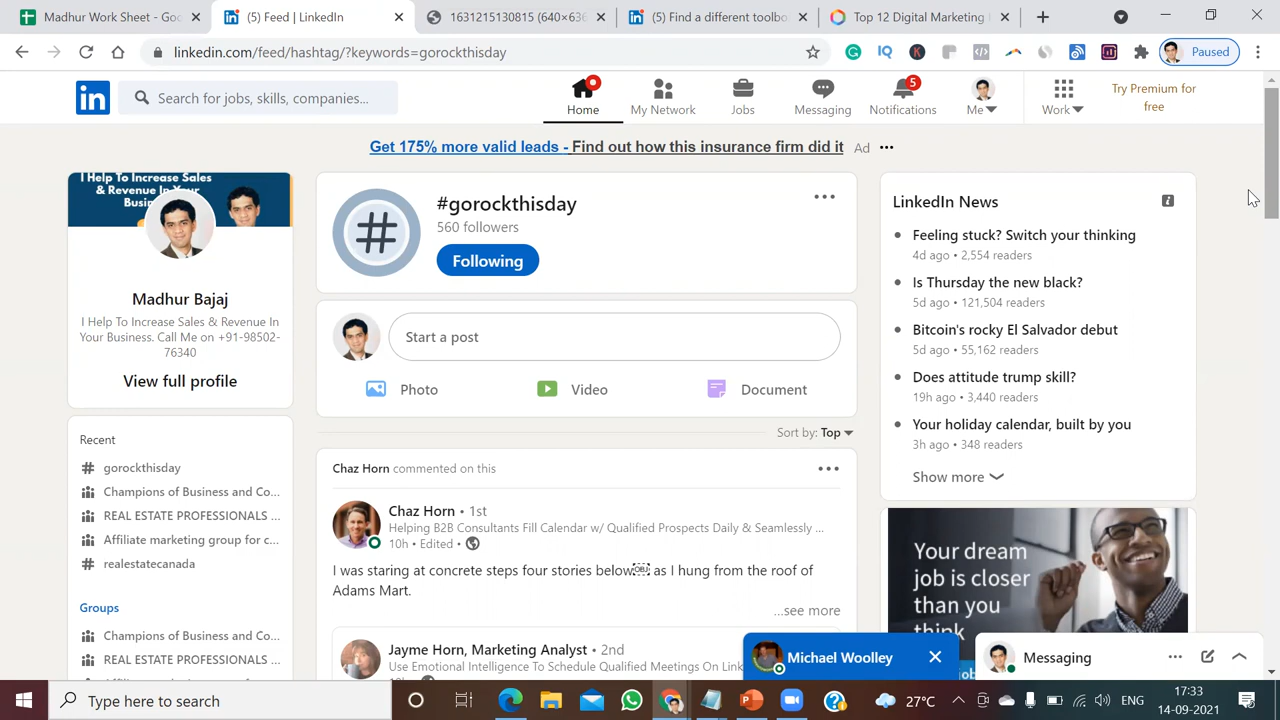 Madhur Work Sheet - Goo
(5) Feed | LinkedIn
1631215130815 (640×636
(5) Find a different toolbo
Top 12 Digital Marketing
linkedin.com/feed/hashtag/?keywords=gorockthisday
Paused
in
Search for jobs, skills, companies...
Home
My Network
Jobs
Messaging
5
Notifications
Me
Work
Try Premium for
free
Get 175% more valid leads - Find out how this insurance firm did it
Ad
I Help To Increase Sales
& Revenue In Your
Madhur Bajaj
I Help To Increase Sales & Revenue In
Your Business. Call Me on +91-98502-
76340
View full profile
Recent
gorockthisday
Champions of Business and Co...
REAL ESTATE PROFESSIONALS ...
Affiliate marketing group for c...
realestatecanada
Groups
Champions of Business and Co...
REAL ESTATE PROFESSIONALS ...
#gorockthisday
560 followers
Following
Start a post
Photo
Video
Document
Sort by: Top
Chaz Horn commented on this
Chaz Horn • 1st
Helping B2B Consultants Fill Calendar w/ Qualified Prospects Daily & Seamlessly ...
10h • Edited •
I was staring at concrete steps four stories below as I hung from the roof of
Adams Mart.
...see more
Jayme Horn, Marketing Analyst • 2nd
Use Emotional Intelligence To Schedule Qualified Meetings On Link
LinkedIn News
Feeling stuck? Switch your thinking
4d ago • 2,554 readers
Is Thursday the new black?
5d ago • 121,504 readers
Bitcoin's rocky El Salvador debut
5d ago • 55,162 readers
Does attitude trump skill?
19h ago • 3,440 readers
Your holiday calendar, built by you
3h ago • 348 readers
Show more
Your dream
job is closer
than you
think
Michael Woolley
Messaging
Type here to search
27°C
ENG
17:33
14-09-2021